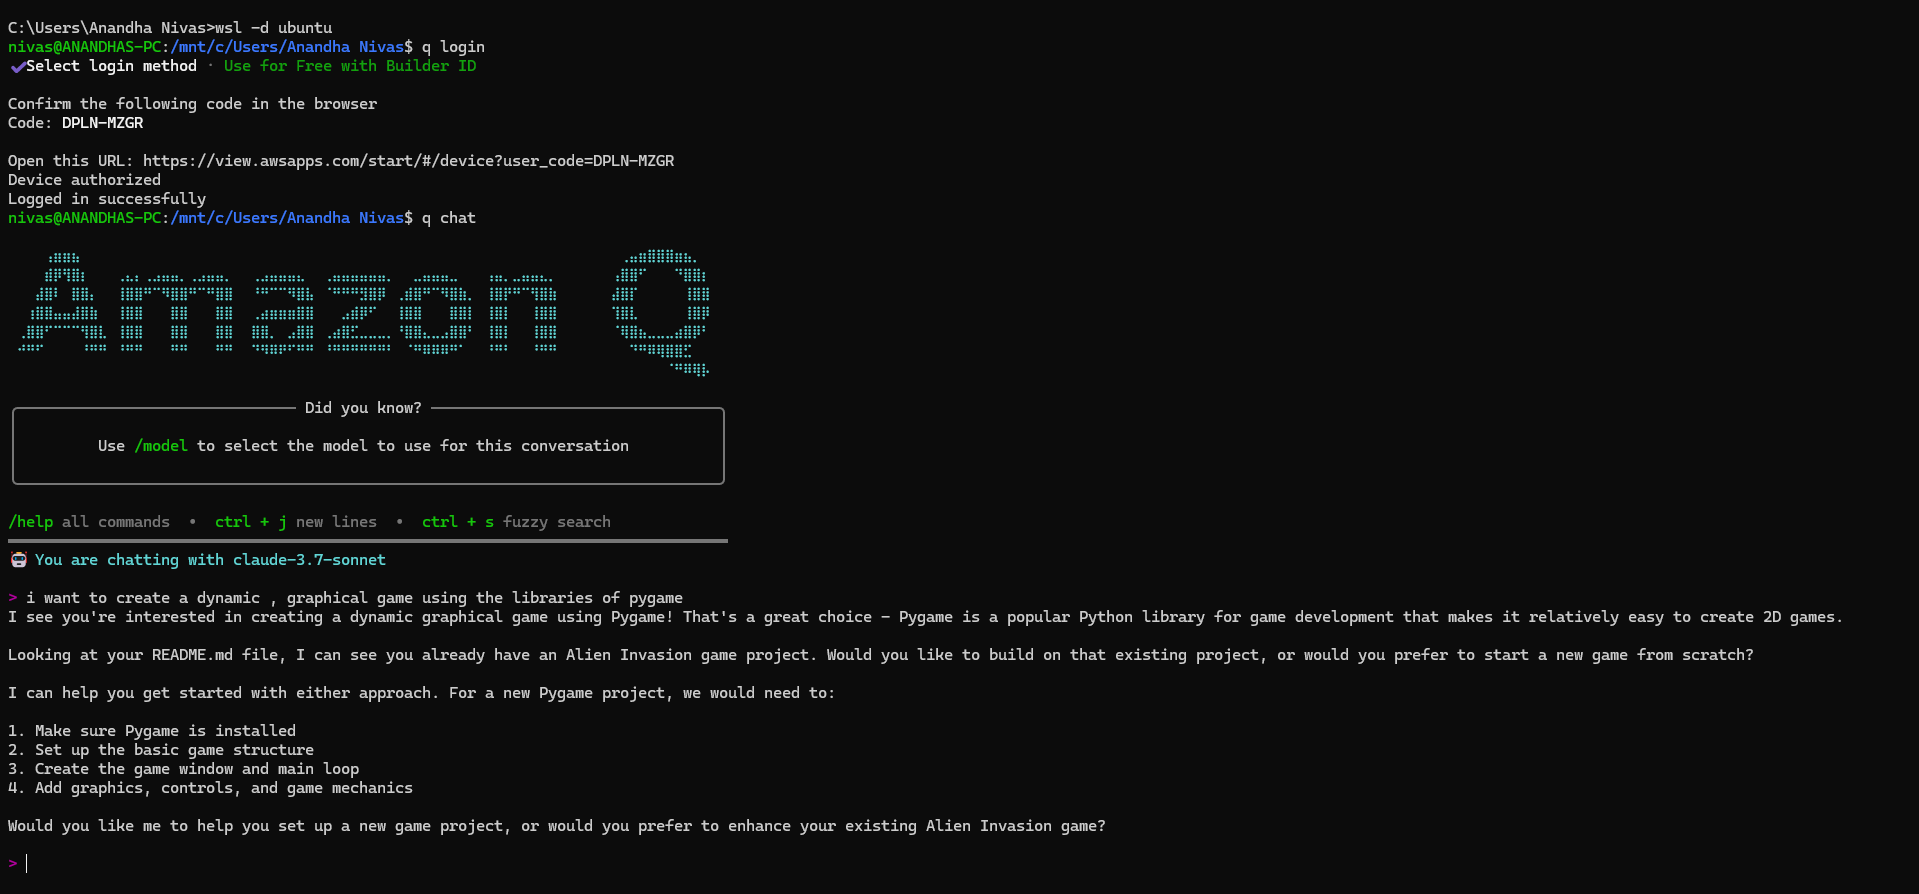 C:\Users\Anandha Nivas>wsl -d ubuntu
nivas@ANANDHAS-PC:/mnt/c/Users/Anandha Nivas$ q login
✔Select login method · Use for Free with Builder ID
Confirm the following code in the browser
Code: DPLN-MZGR
Open this URL: https://view.awsapps.com/start/#/device?user_code=DPLN-MZGR
Device authorized
Logged in successfully
nivas@ANANDHAS-PC:/mnt/c/Users/Anandha Nivas$ q chat
Amazon Q
Did you know?
Use /model to select the model to use for this conversation
/help all commands • ctrl + j new lines • ctrl + s fuzzy search
🤖 You are chatting with claude-3.7-sonnet
> i want to create a dynamic , graphical game using the libraries of pygame
I see you're interested in creating a dynamic graphical game using Pygame! That's a great choice - Pygame is a popular Python library for game development that makes it relatively easy to create 2D games.
Looking at your README.md file, I can see you already have an Alien Invasion game project. Would you like to build on that existing project, or would you prefer to start a new game from scratch?
I can help you get started with either approach. For a new Pygame project, we would need to:
1. Make sure Pygame is installed
2. Set up the basic game structure
3. Create the game window and main loop
4. Add graphics, controls, and game mechanics
Would you like me to help you set up a new game project, or would you prefer to enhance your existing Alien Invasion game?
>